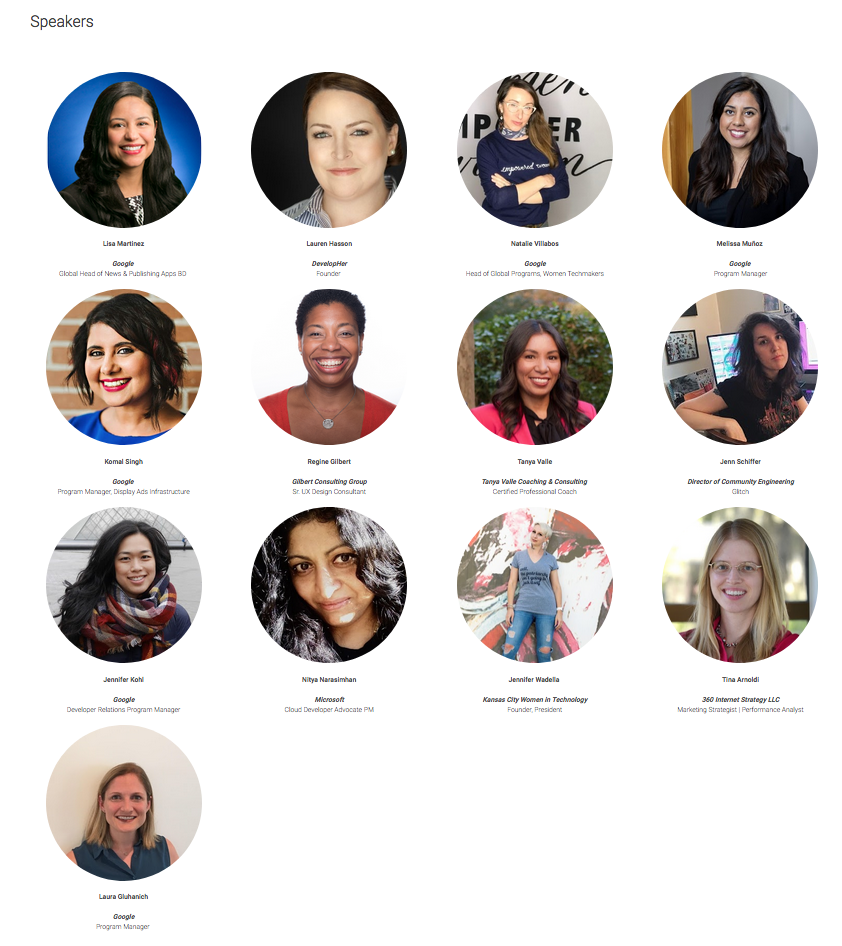 Speakers
MP
ER
empowered women
Lisa Martinez
Google
Global Head of News & Publishing Apps BD
Lauren Hasson
DevelopHer
Founder
Natalie Villabos
Google
Head of Global Programs, Women Techmakers
Melissa Muñoz
Google
Program Manager
Komal Singh
Google
Program Manager, Display Ads Infrastructure
Regine Gilbert
Gilbert Consulting Group
Sr. UX Design Consultant
Tanya Valle
Tanya Valle Coaching & Consulting
Certified Professional Coach
Jenn Schiffer
Director of Community Engineering
Glitch
Jennifer Kohl
Google
Developer Relations Program Manager
Nitya Narasimhan
Microsoft
Cloud Developer Advocate PM
Jennifer Wadella
Kansas City Women in Technology
Founder, President
Tina Arnoldi
360 Internet Strategy LLC
Marketing Strategist | Performance Analyst
Laura Gluhanich
Google
Program Manager